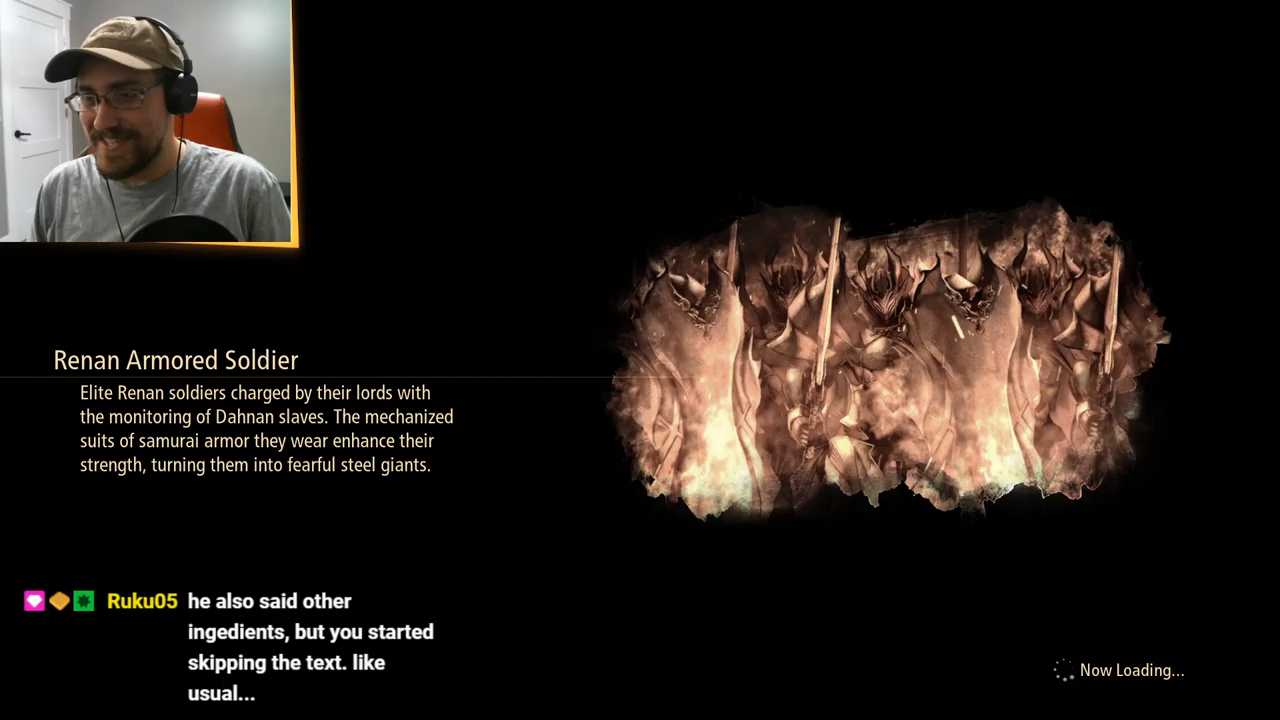 Renan Armored Soldier
Elite Renan soldiers charged by their lords with
the monitoring of Dahnan slaves. The mechanized
suits of samurai armor they wear enhance their
strength, turning them into fearful steel giants.
Ruku05 he also said other
ingedients, but you started
skipping the text. like
usual...
Now Loading...